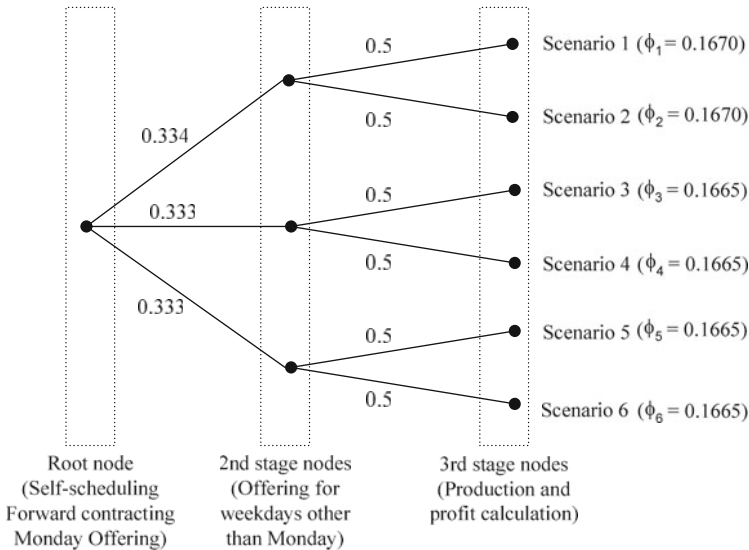 0.5
Scenario 1 (ϕ₁ = 0.1670)
0.5
Scenario 2 (ϕ₂ = 0.1670)
0.334
0.5
Scenario 3 (ϕ₃ = 0.1665)
0.333
0.5
Scenario 4 (ϕ₄ = 0.1665)
0.333
0.5
Scenario 5 (ϕ₅ = 0.1665)
0.5
Scenario 6 (ϕ₆ = 0.1665)
Root node
(Self-scheduling
Forward contracting
Monday Offering)
2nd stage nodes
(Offering for
weekdays other
than Monday)
3rd stage nodes
(Production and
profit calculation)